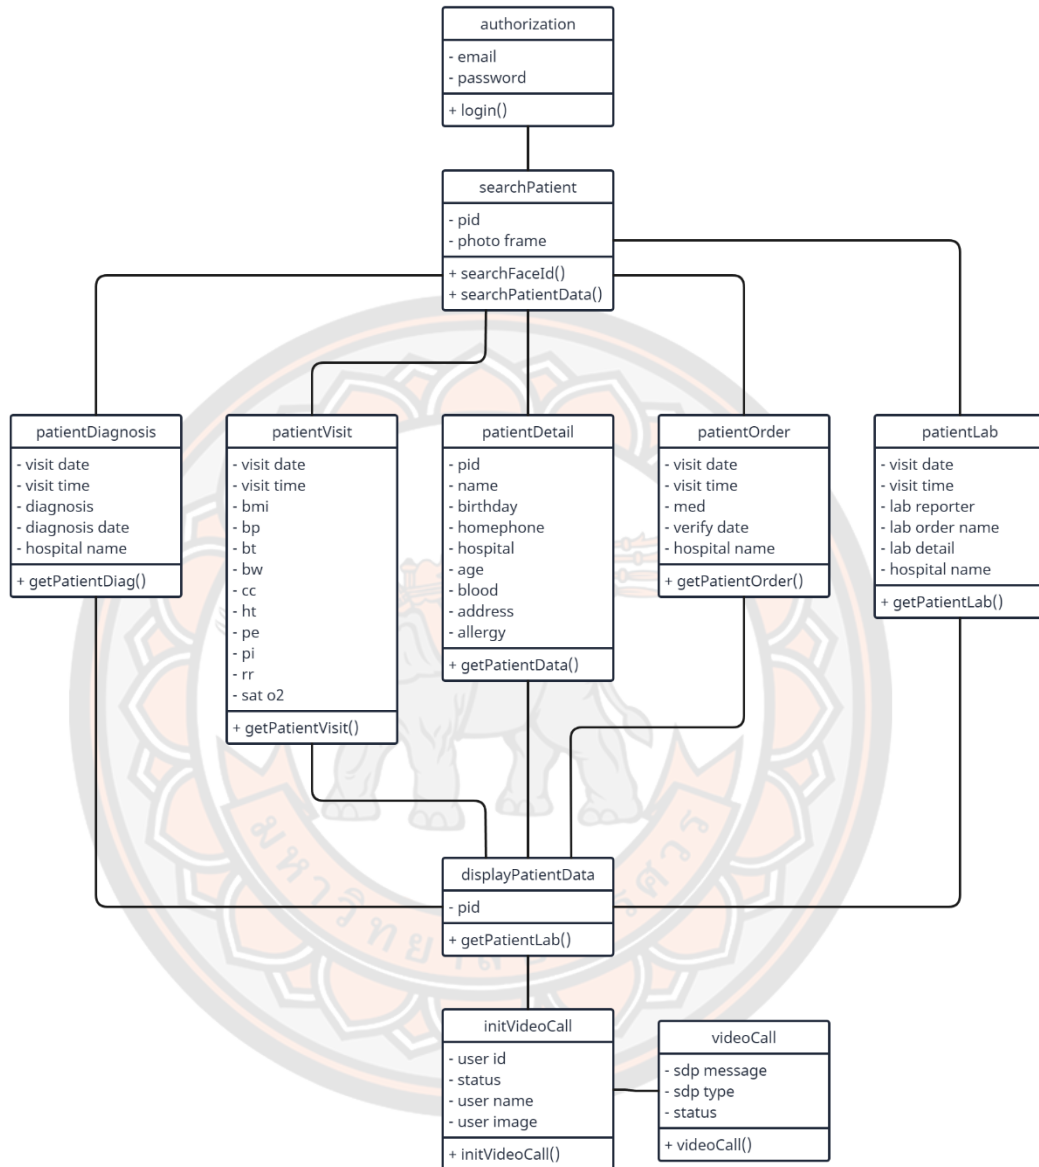 authorization
- email
- password
+ login()
searchPatient
- pid
- photo frame
+ searchFaceId()
+ searchPatientData()
patientDiagnosis
- visit date
- visit time
- diagnosis
- diagnosis date
- hospital name
+ getPatientDiag()
patientVisit
- visit date
- visit time
- bmi
- bp
- bt
- bw
- cc
- ht
- pe
- pi
- rr
- sat o2
+ getPatientVisit()
patientDetail
- pid
- name
- birthday
- homephone
- hospital
- age
- blood
- address
- allergy
+ getPatientData()
patientOrder
- visit date
- visit time
- med
- verify date
- hospital name
+ getPatientOrder()
patientLab
- visit date
- visit time
- lab reporter
- lab order name
- lab detail
- hospital name
+ getPatientLab()
displayPatientData
- pid
+ getPatientLab()
initVideoCall
- user id
- status
- user name
- user image
+ initVideoCall()
videoCall
- sdp message
- sdp type
- status
+ videoCall()